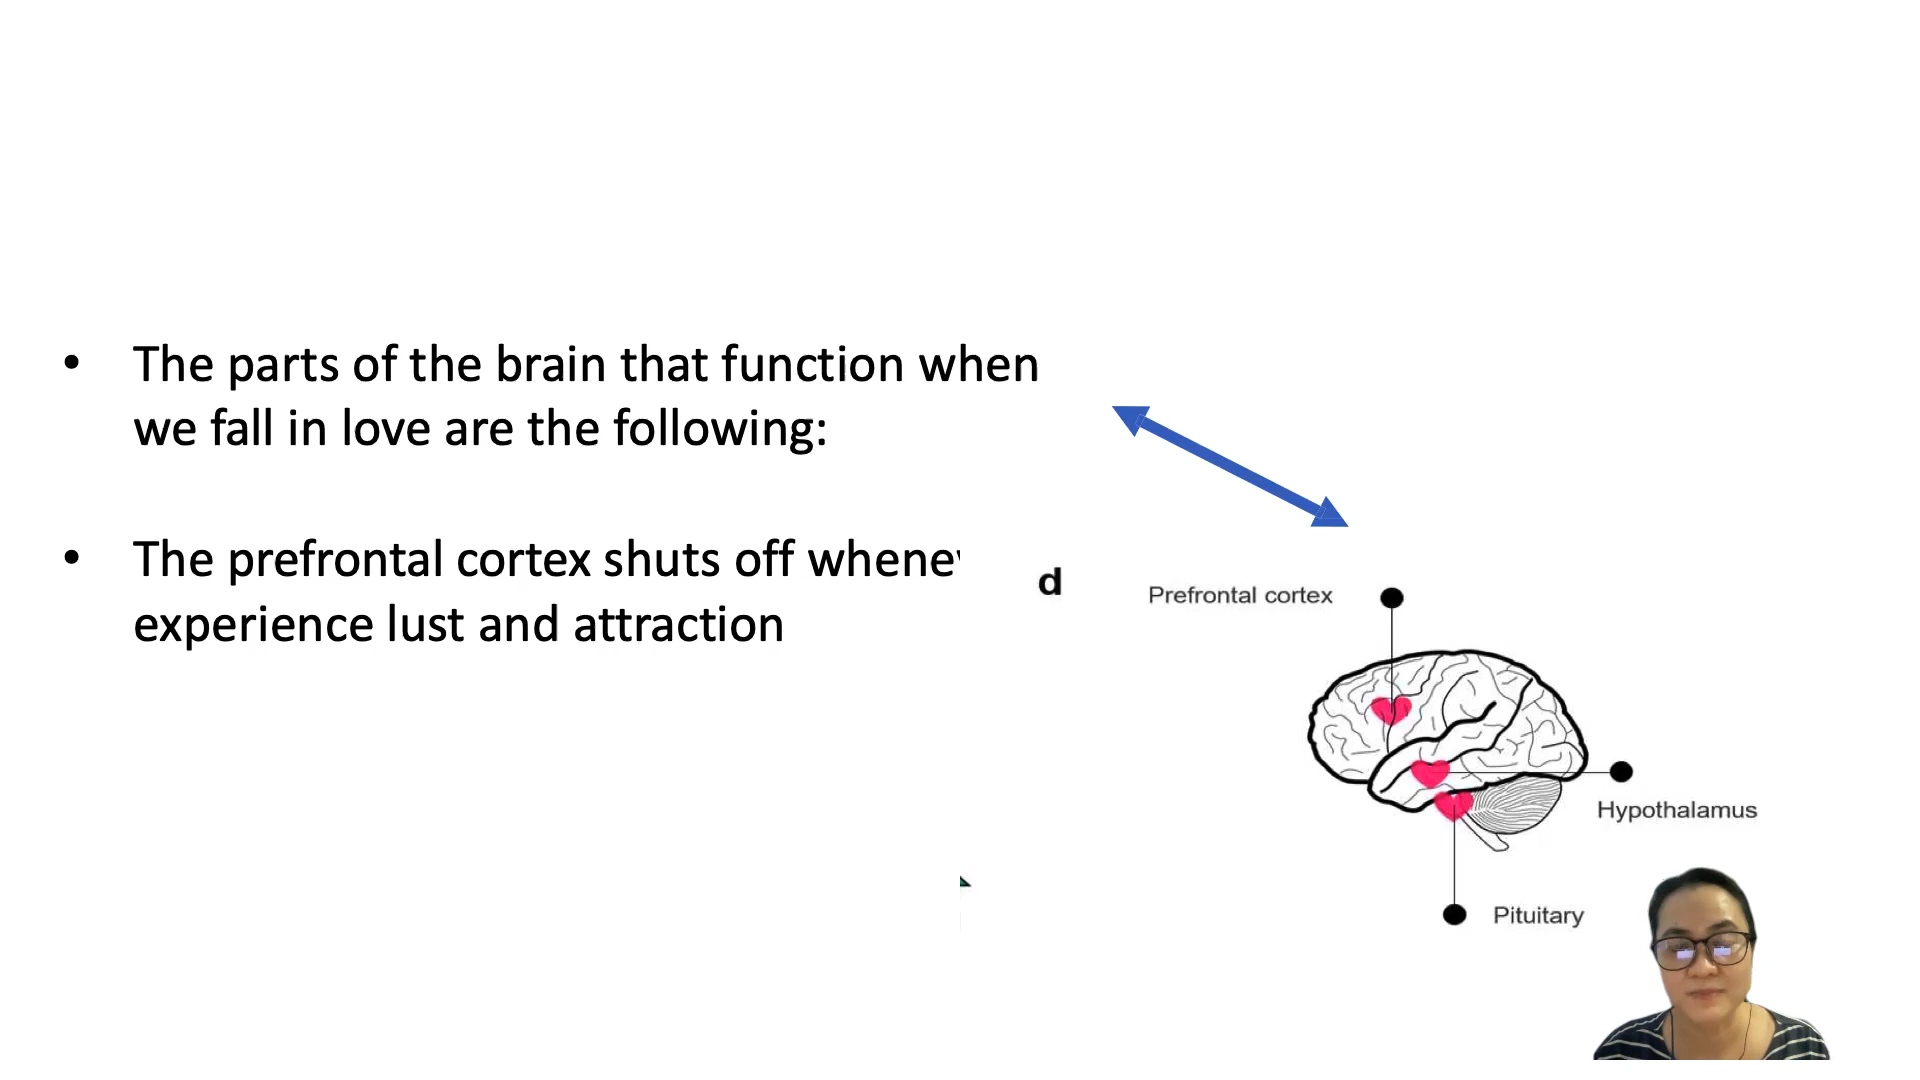 • The parts of the brain that function when
we fall in love are the following:
• The prefrontal cortex shuts off
experience lust and attraction
d
Prefrontal cortex
Hypothalamus
Pituitary